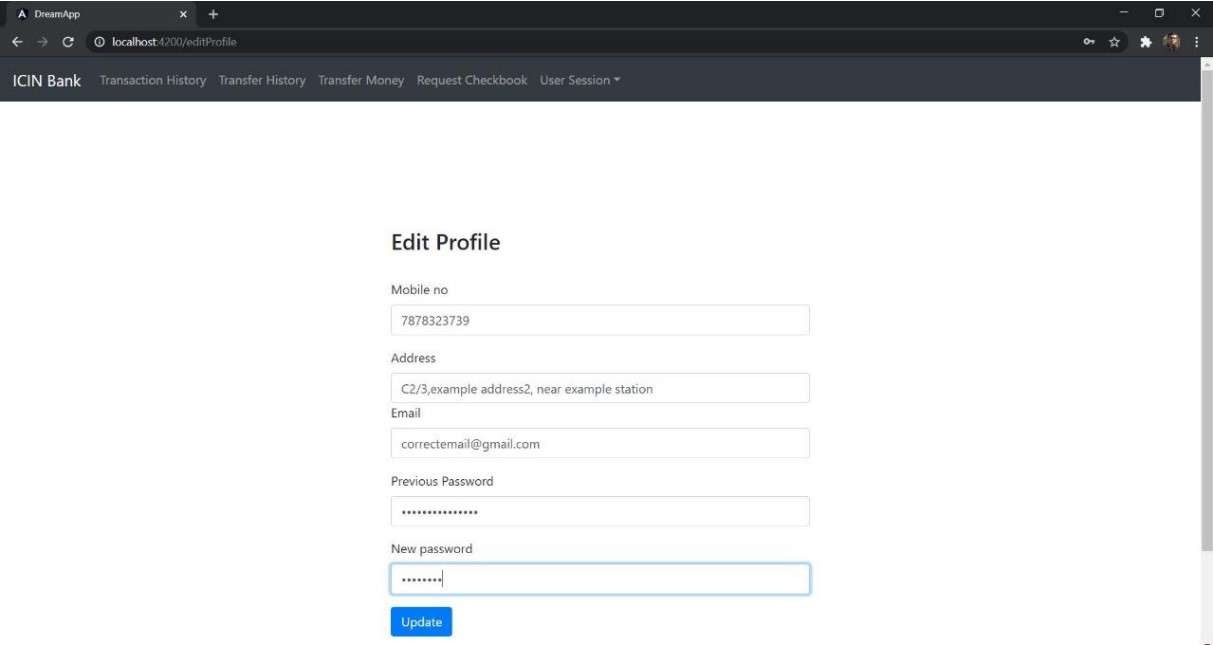 DreamApp
localhost:4200/editProfile
ICIN Bank Transaction History Transfer History Transfer Money Request Checkbook User Session
Edit Profile
Mobile no
7878323739
Address
C2/3,example address2, near example station
Email
correctemail@gmail.com
Previous Password
•••••••••••••••
New password
••••••••
Update